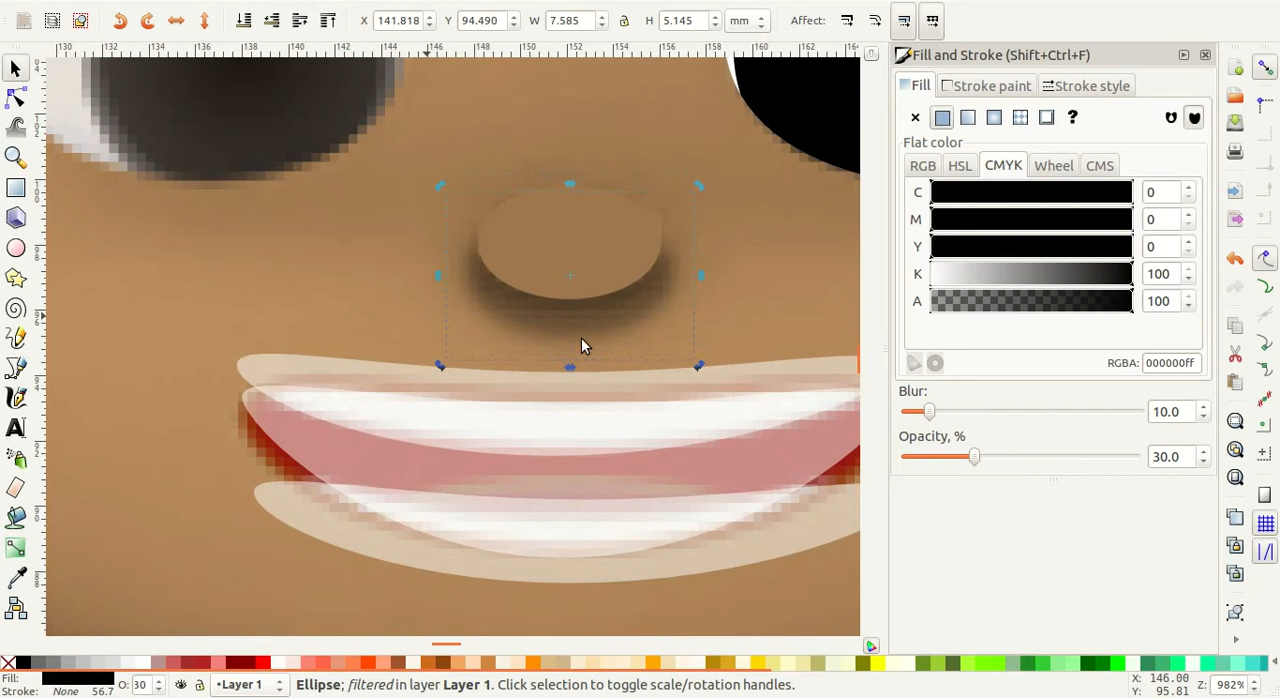 X 141.818 Y 94.490 W 7.585 H 5.145 mm Affect:
130 132 134 136 138 140 142 144 146 148 150 152 154 156 158 160 162 164
Fill and Stroke (Shift+Ctrl+F)
Fill Stroke paint Stroke style
?
Flat color
RGB HSL CMYK Wheel CMS
C 0
M 0
Y 0
K 100
A 100
RGBA: 000000ff
Blur:
10.0
Opacity, %
30.0
Fill:
Stroke: None 56.7 O: 30 •Layer 1 Ellipse; filtered in layer Layer 1. Click selection to toggle scale/rotation handles.
X: 146.00
Y: 95.81 Z: 982%